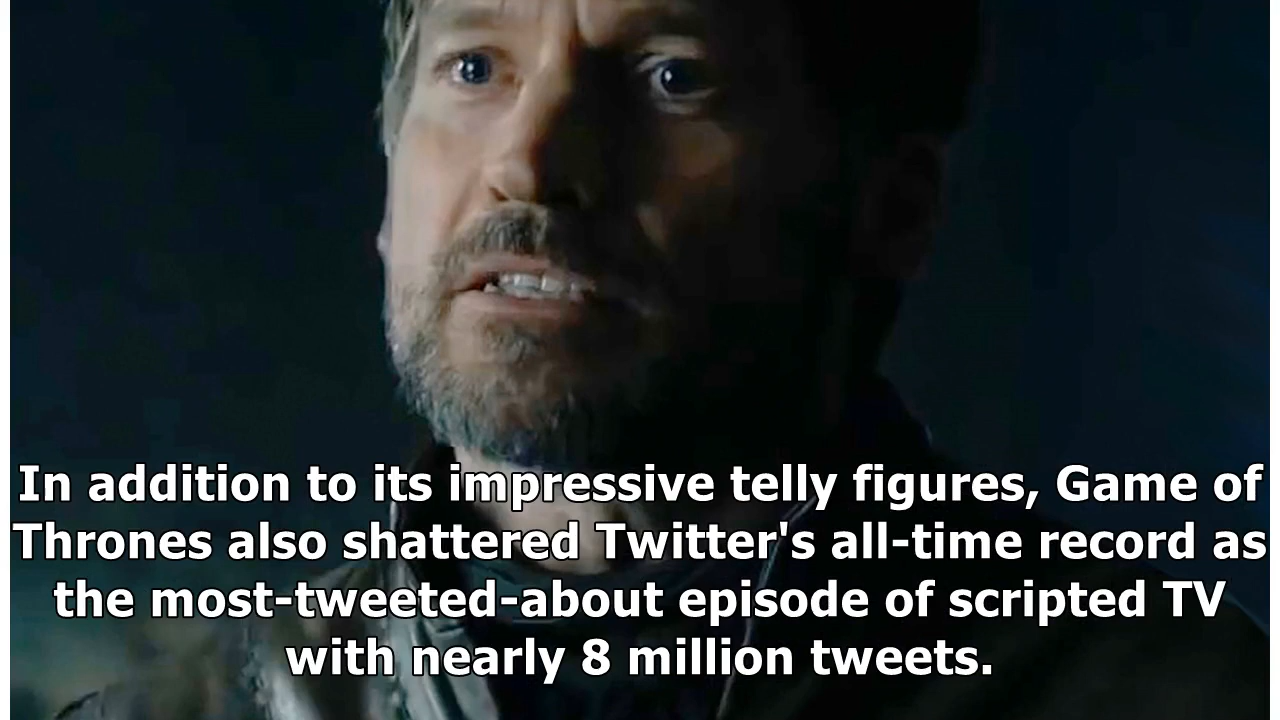 In addition to its impressive telly figures, Game of
Thrones also shattered Twitter's all-time record as
the most-tweeted-about episode of scripted TV
with nearly 8 million tweets.